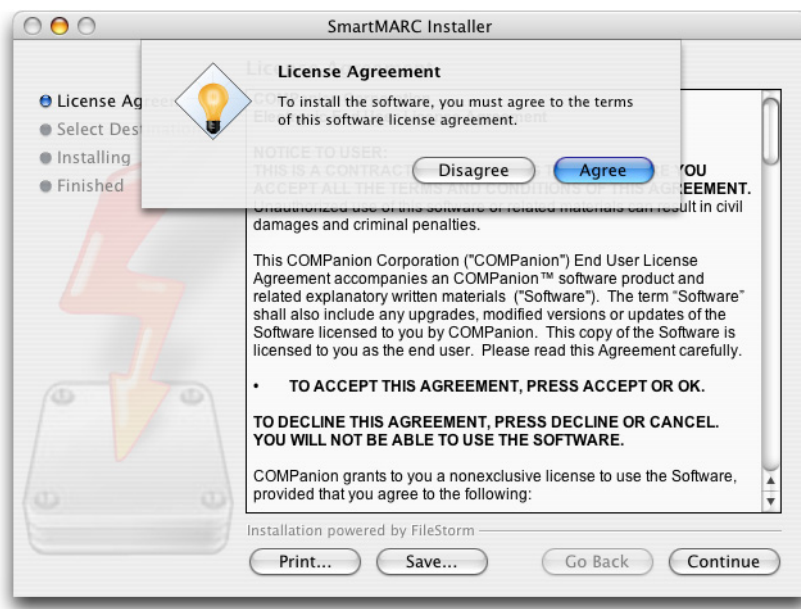 SmartMARC Installer
License Agreement
To install the software, you must agree to the terms
of this software license agreement.
Disagree
Agree
License Ag
Select Des
Installing
Finished
License Agreement
NOTICE TO USER:
THIS IS A CONTRACT
YOU
ACCEPT ALL THE TERMS AND CONDITIONS OF THIS AGREEMENT.
Unauthorized use of this software or related materials can result in civil
damages and criminal penalties.
This COMPanion Corporation ("COMPanion") End User License
Agreement accompanies an COMPanion™ software product and
related explanatory written materials ("Software"). The term “Software”
shall also include any upgrades, modified versions or updates of the
Software licensed to you by COMPanion. This copy of the Software is
licensed to you as the end user. Please read this Agreement carefully.
• TO ACCEPT THIS AGREEMENT, PRESS ACCEPT OR OK.
TO DECLINE THIS AGREEMENT, PRESS DECLINE OR CANCEL.
YOU WILL NOT BE ABLE TO USE THE SOFTWARE.
COMPanion grants to you a nonexclusive license to use the Software,
provided that you agree to the following:
Installation powered by FileStorm
Print...
Save...
Go Back
Continue